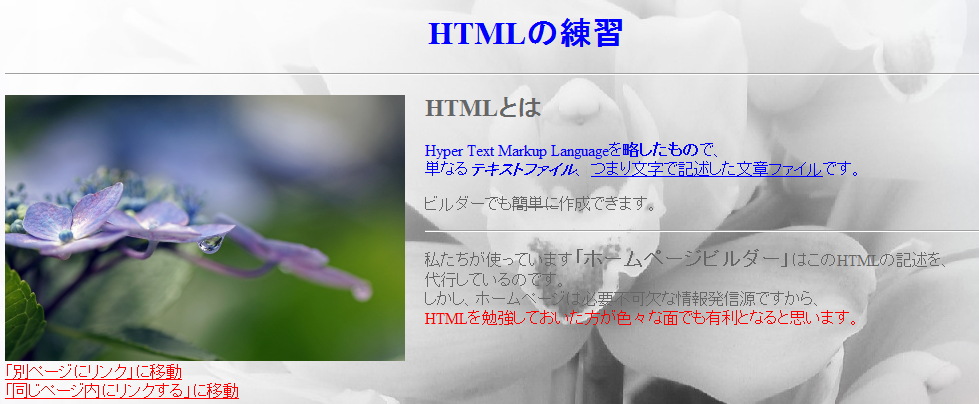 HTMLの練習
HTMLとは
Hyper Text Markup Languageを略したもので、
単なるテキストファイル、つまり文字で記述した文章ファイルです。
ビルダーでも簡単に作成できます。
私たちが使っています「ホームページビルダー」はこのHTMLの記述を、
代行しているのです。
しかし、ホームページは必要不可欠な情報発信源ですから、
HTMLを勉強しておいた方が色々な面でも有利となると思います。
「別ページにリンク」に移動
「同じページ内にリンクする」に移動